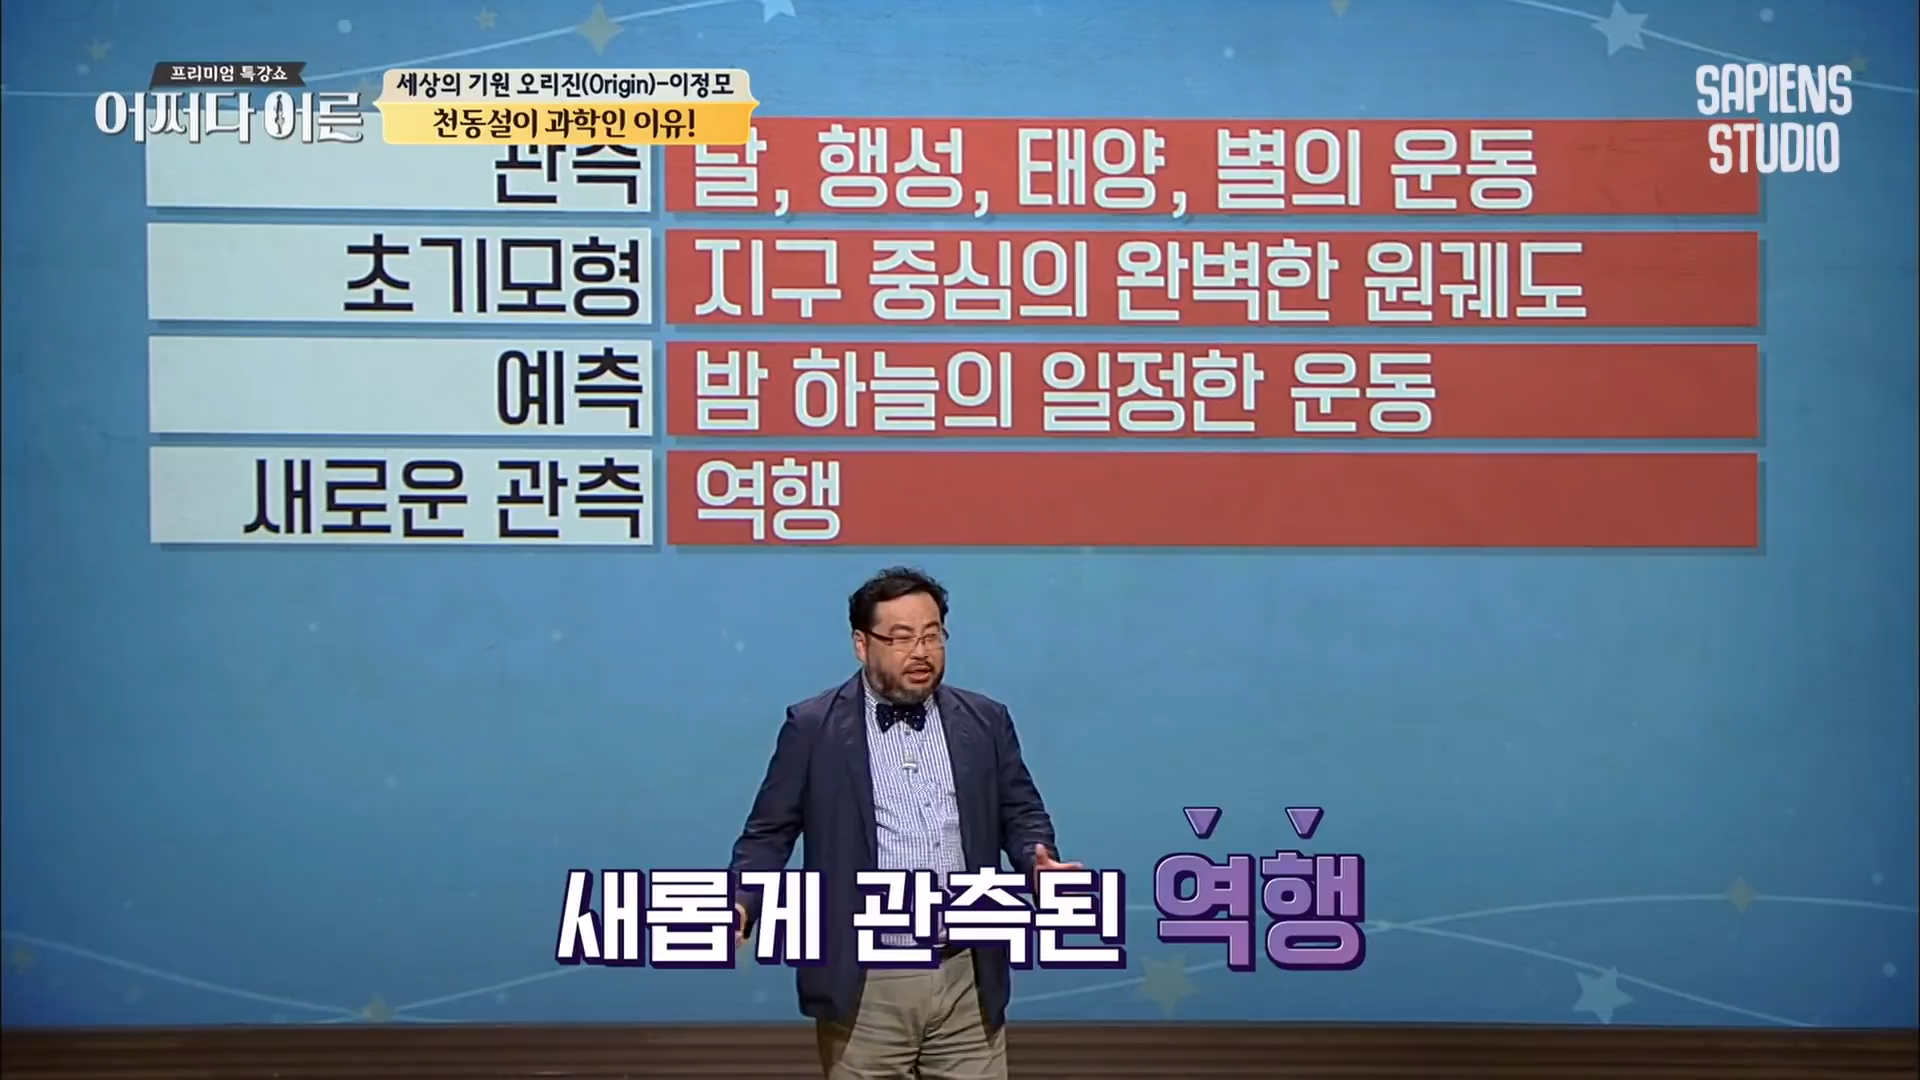 프리미엄 특강쇼
어쩌다 어른
세상의 기원 오리진(Origin)-이정모
천동설이 과학인 이유!
SAPIENS
STUDIO
관측 달, 행성, 태양, 별의 운동
초기모형 지구 중심의 완벽한 원궤도
예측 밤 하늘의 일정한 운동
새로운 관측 역행
새롭게 관측된 역행